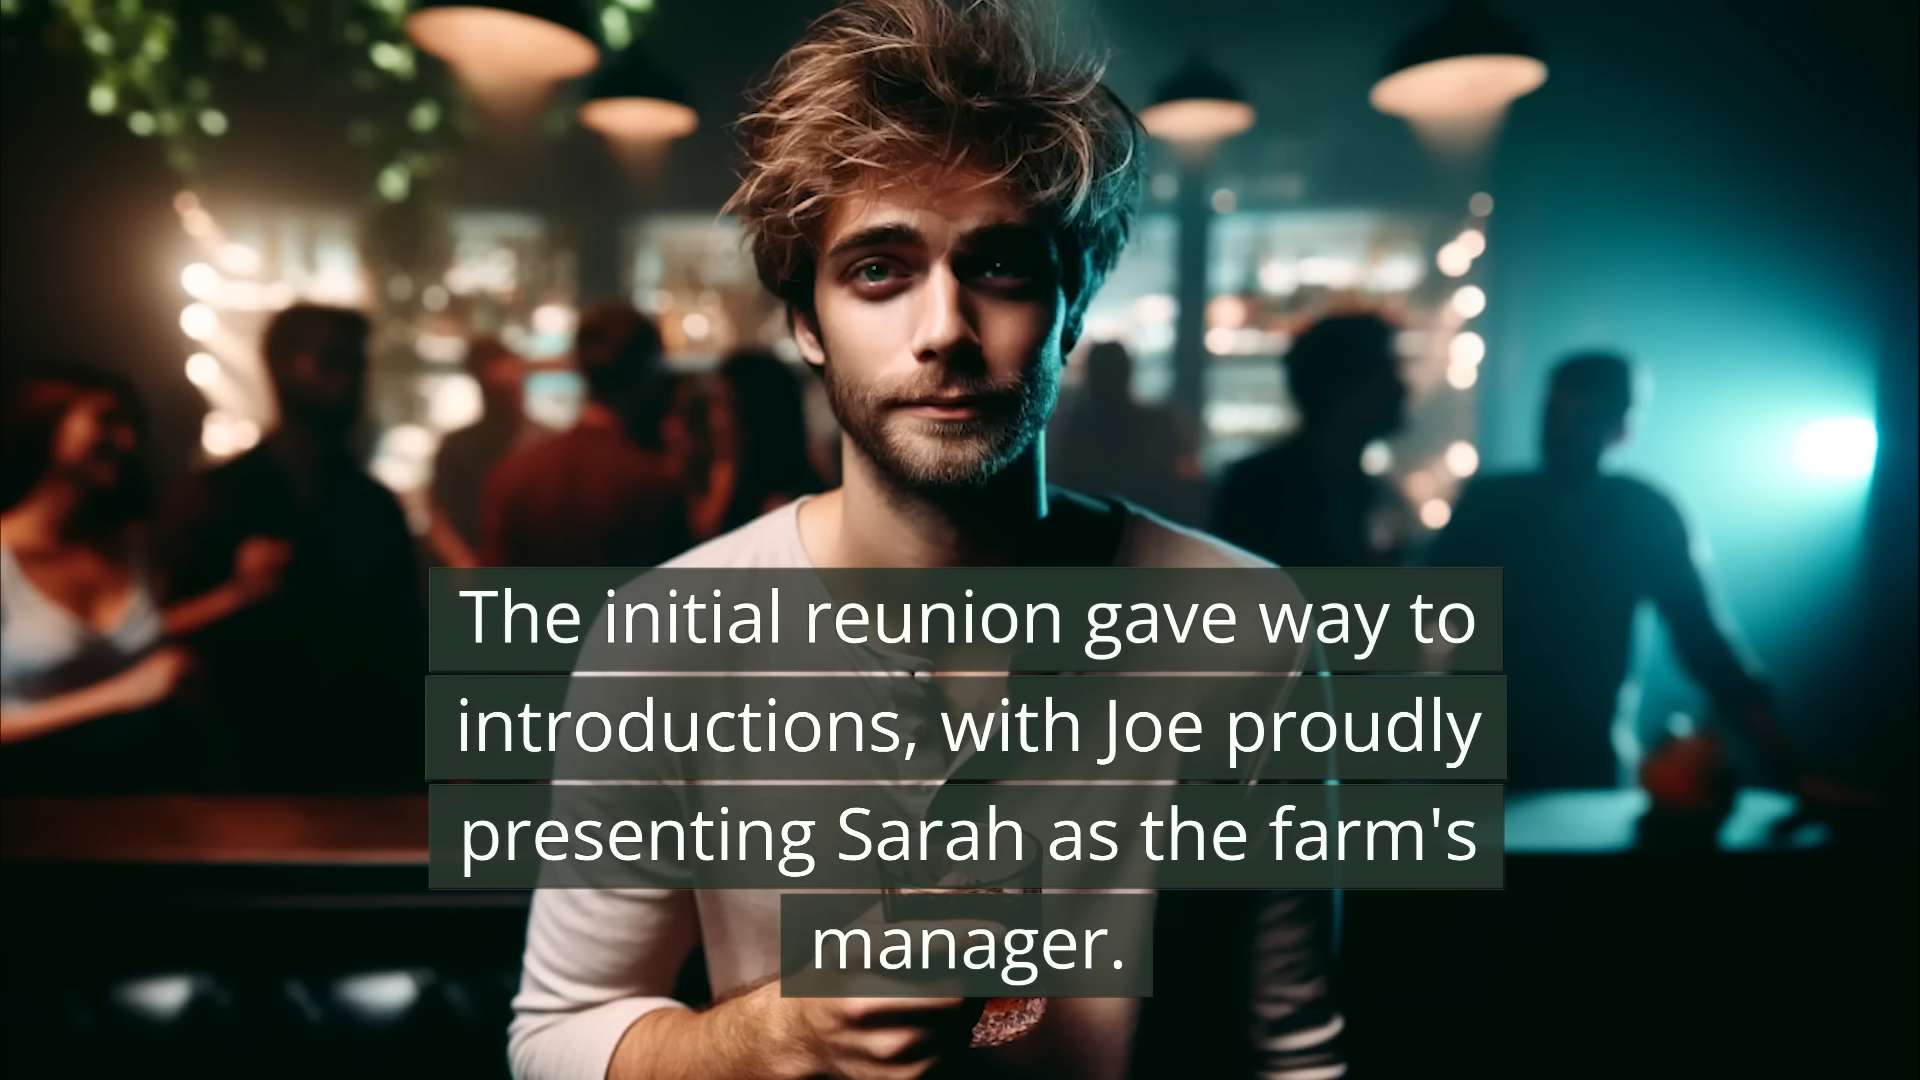 The initial reunion gave way to
introductions, with Joe proudly
presenting Sarah as the farm's
manager.